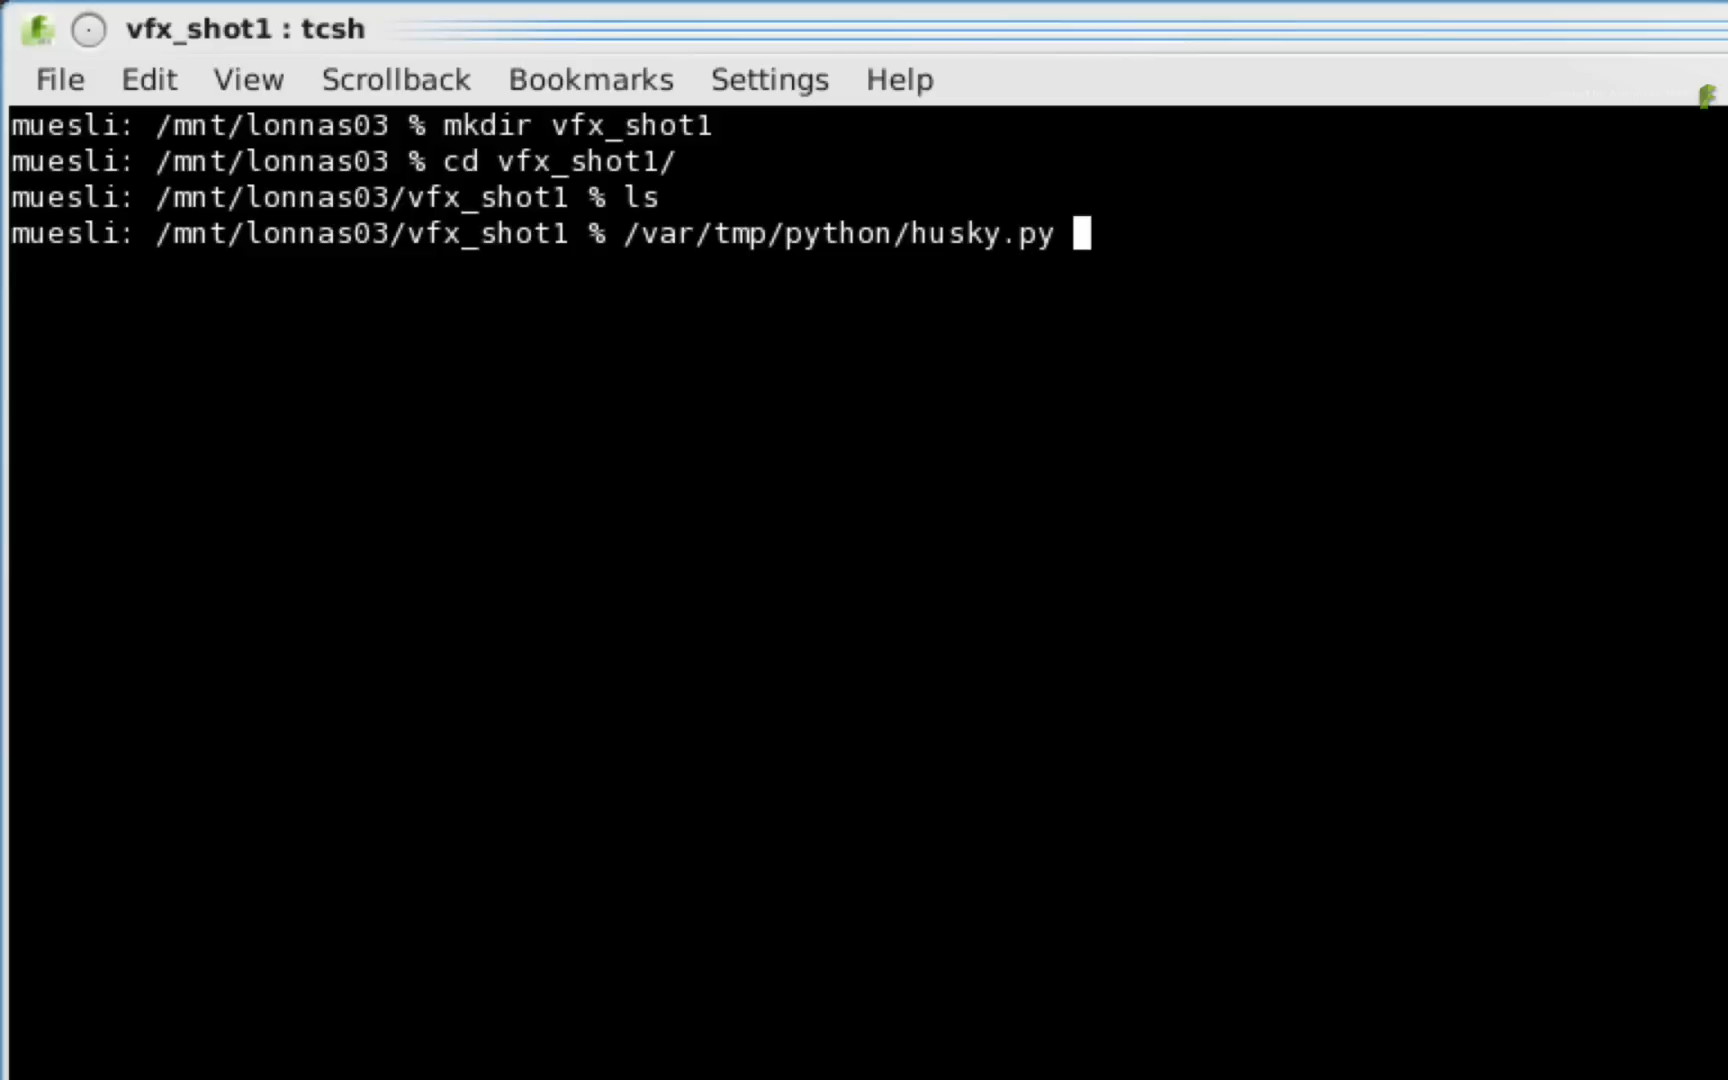 vfx_shot1 : tcsh
File Edit View Scrollback Bookmarks Settings Help
muesli: /mnt/lonnas03 % mkdir vfx_shot1
muesli: /mnt/lonnas03 % cd vfx_shot1/
muesli: /mnt/lonnas03/vfx_shot1 % ls
muesli: /mnt/lonnas03/vfx_shot1 % /var/tmp/python/husky.py